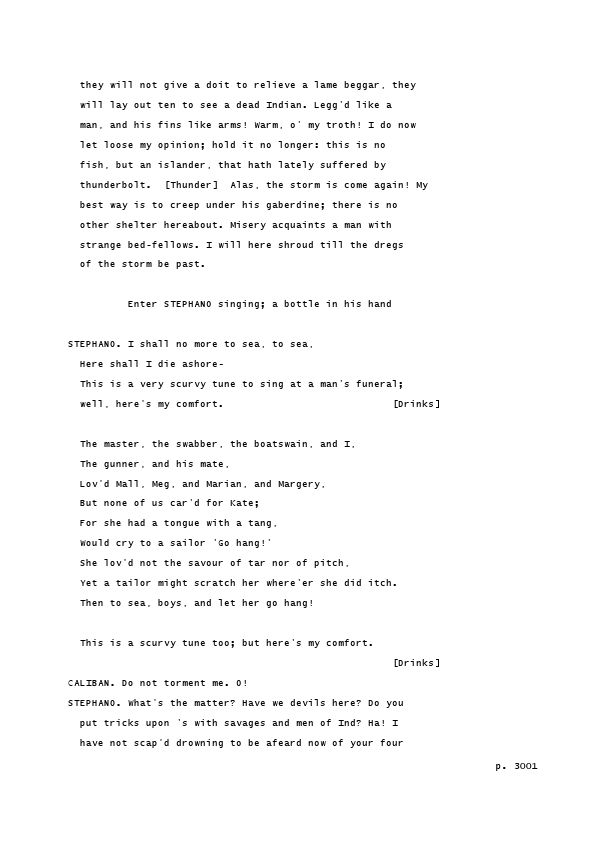 they will not give a doit to relieve a lame beggar, they
will lay out ten to see a dead Indian. Legg'd like a
man, and his fins like arms! Warm, o' my troth! I do now
let loose my opinion; hold it no longer: this is no
fish, but an islander, that hath lately suffered by
thunderbolt.  [Thunder]  Alas, the storm is come again! My
best way is to creep under his gaberdine; there is no
other shelter hereabout. Misery acquaints a man with
strange bed-fellows. I will here shroud till the dregs
of the storm be past.
Enter STEPHANO singing; a bottle in his hand
STEPHANO. I shall no more to sea, to sea,
Here shall I die ashore-
This is a very scurvy tune to sing at a man's funeral;
well, here's my comfort. [Drinks]
The master, the swabber, the boatswain, and I,
The gunner, and his mate,
Lov'd Mall, Meg, and Marian, and Margery,
But none of us car'd for Kate;
For she had a tongue with a tang,
Would cry to a sailor 'Go hang!'
She lov'd not the savour of tar nor of pitch,
Yet a tailor might scratch her where'er she did itch.
Then to sea, boys, and let her go hang!
This is a scurvy tune too; but here's my comfort.
[Drinks]
CALIBAN. Do not torment me. O!
STEPHANO. What's the matter? Have we devils here? Do you
put tricks upon 's with savages and men of Ind? Ha! I
have not scap'd drowning to be afeard now of your four
p. 3001